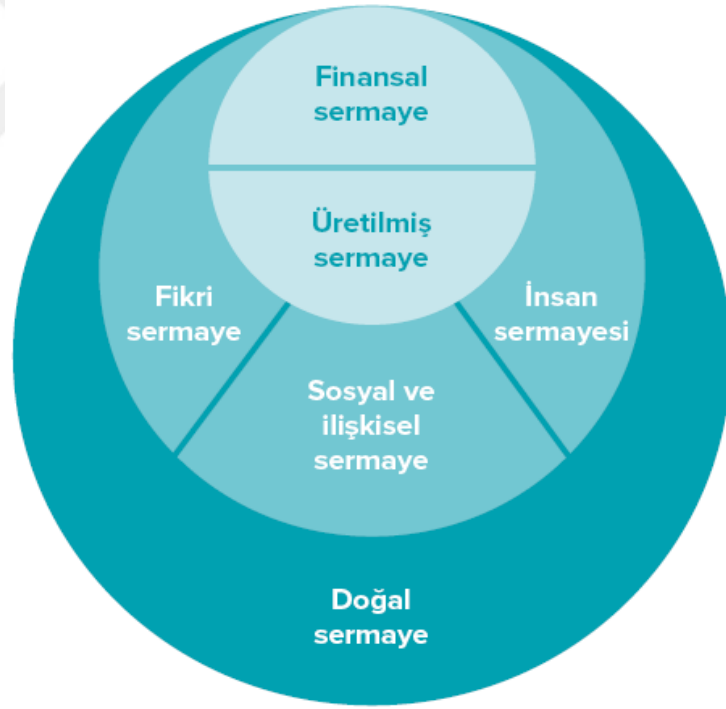 Finansal
sermaye
Üretilmiş
sermaye
Fikri
sermaye
İnsan
sermayesi
Sosyal ve
ilişkisel
sermaye
Doğal
sermaye